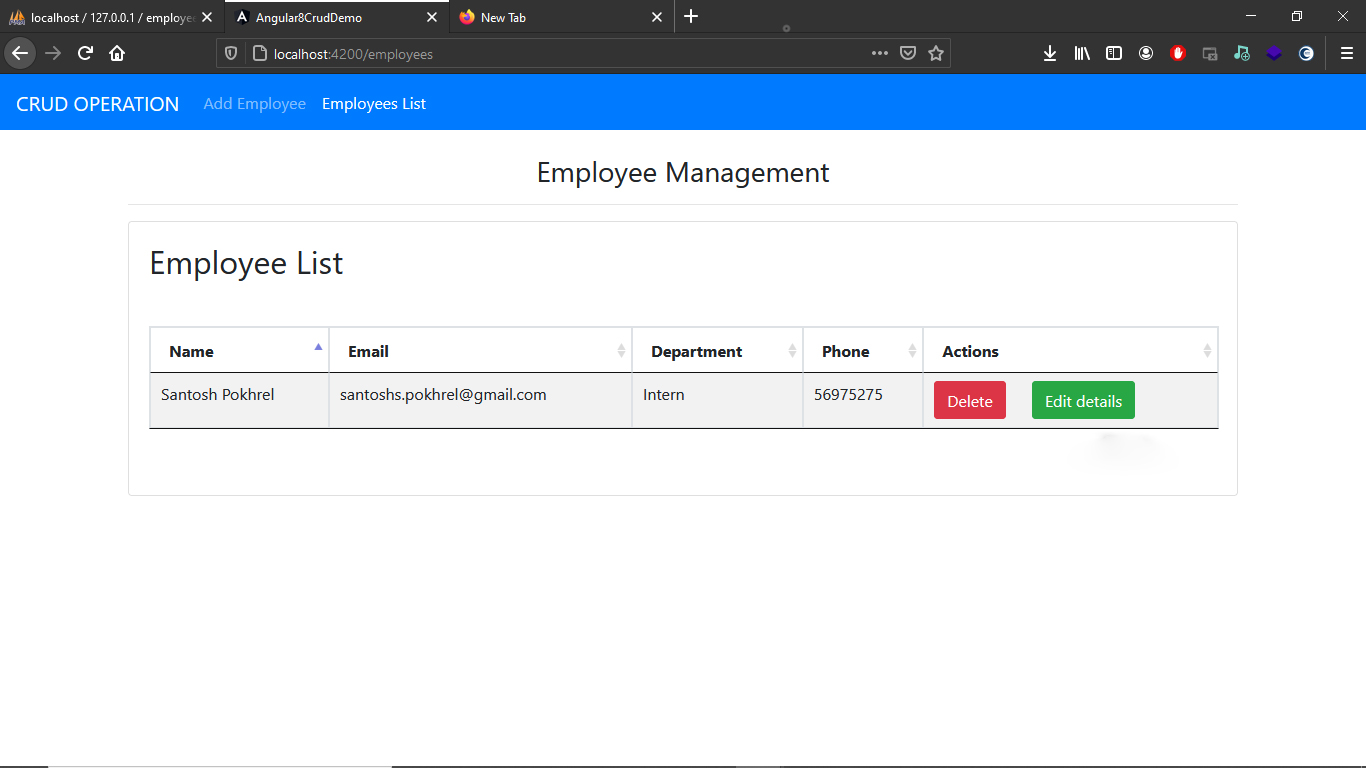 localhost / 127.0.0.1 / employe
Angular8CrudDemo
New Tab
localhost:4200/employees
CRUD OPERATION Add Employee Employees List
Employee Management
Employee List
Name Email Department Phone Actions
Santosh Pokhrel santoshs.pokhrel@gmail.com Intern 56975275 Delete Edit details